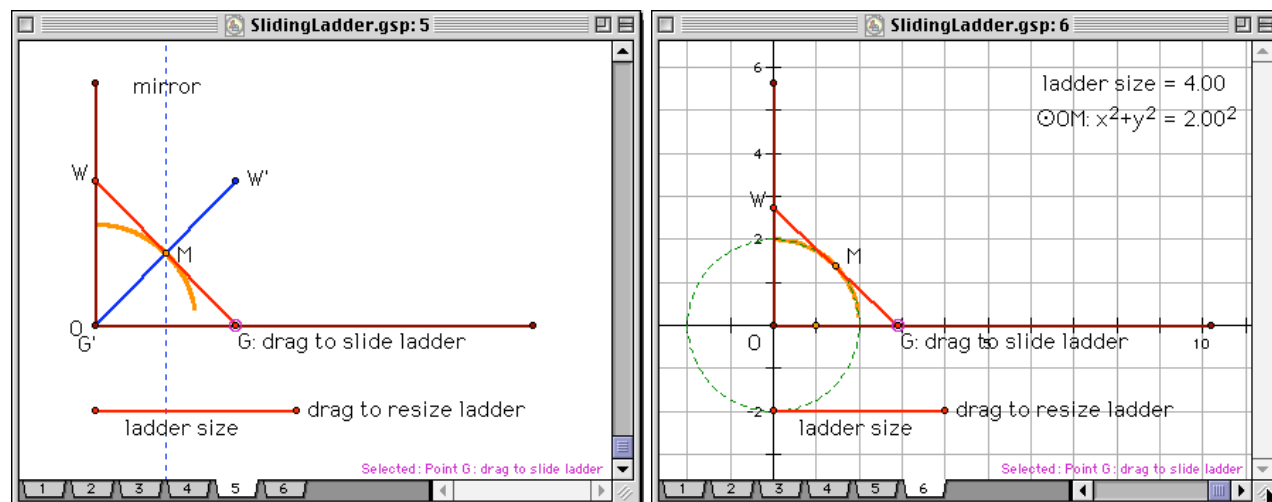 SlidingLadder.gsp: 5
mirror
W
W'
M
O
G'
G: drag to slide ladder
drag to resize ladder
ladder size
Selected: Point G: drag to slide ladder
1 2 3 4 5 6
SlidingLadder.gsp: 6
6
ladder size = 4.00
⊙OM: x²+y² = 2.00²
4
W
2
M
O
G: drag to slide ladder
5
10
-2
drag to resize ladder
ladder size
Selected: Point G: drag to slide ladder
1 2 3 4 5 6